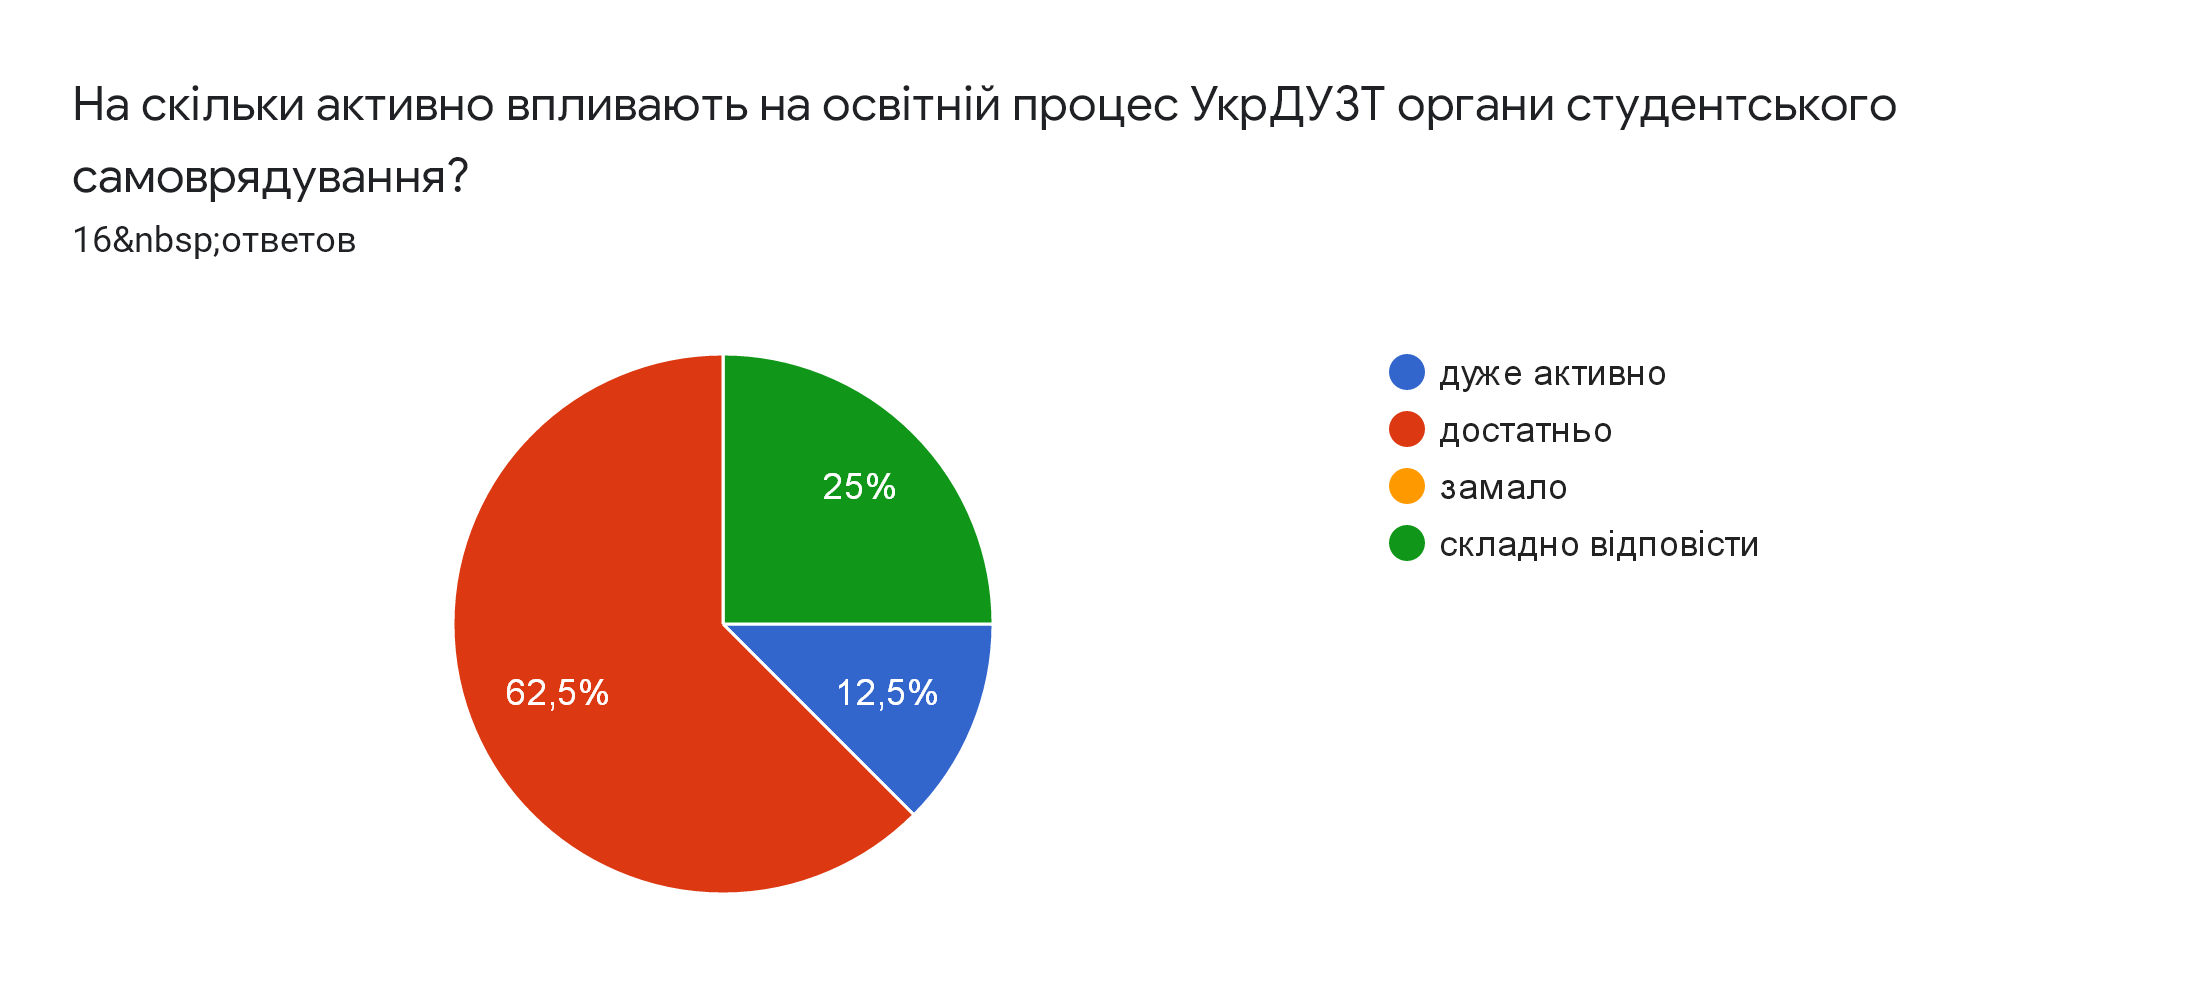 На скільки активно впливають на освітній процес УкрДУЗТ органи студентського
самоврядування?
16&nbsp;ответов
25%
62,5%
12,5%
дуже активно
достатньо
замало
складно відповісти